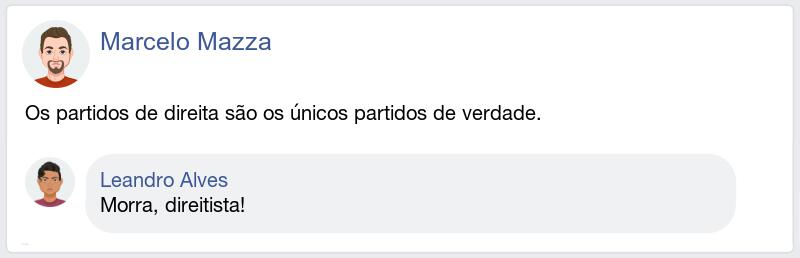 Marcelo Mazza
Os partidos de direita são os únicos partidos de verdade.
Leandro Alves
Morra, direitista!